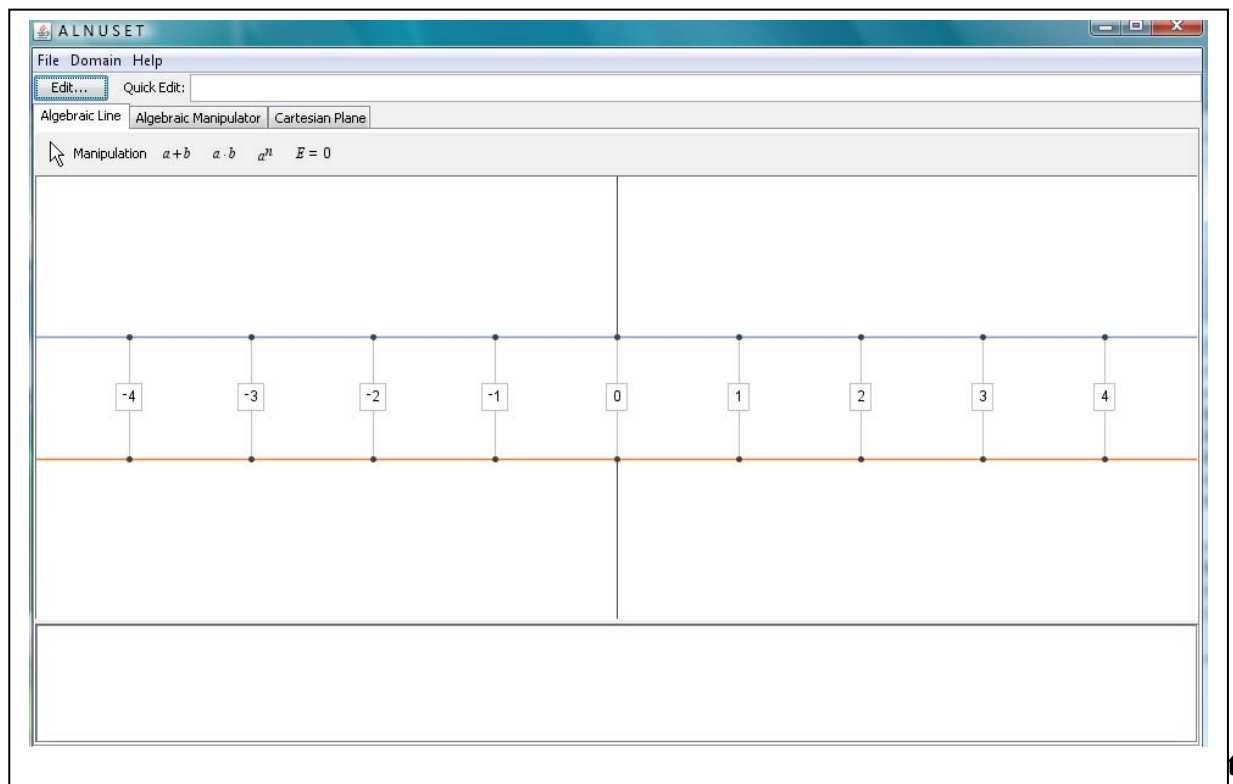 ALNUSET
File Domain Help
Edit... Quick Edit:
Algebraic Line Algebraic Manipulator Cartesian Plane
Manipulation a+b a·b aⁿ E = 0
-4 -3 -2 -1 0 1 2 3 4